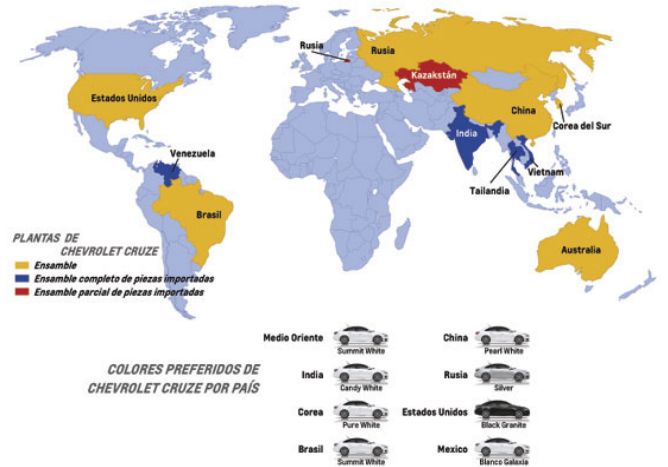 Rusia
Rusia
Kazakstán
Estados Unidos
China
Corea del Sur
India
Venezuela
Vietnam
Tailandia
Brasil
Australia
PLANTAS DE
CHEVROLET CRUZE
Ensamble
Ensamble completo de piezas importadas
Ensamble parcial de piezas importadas
COLORES PREFERIDOS DE
CHEVROLET CRUZE POR PAÍS
Medio Oriente
Summit White
China
Pearl White
India
Candy White
Rusia
Silver
Corea
Pure White
Estados Unidos
Black Granite
Brasil
Summit White
Mexico
Blanco Galaxia